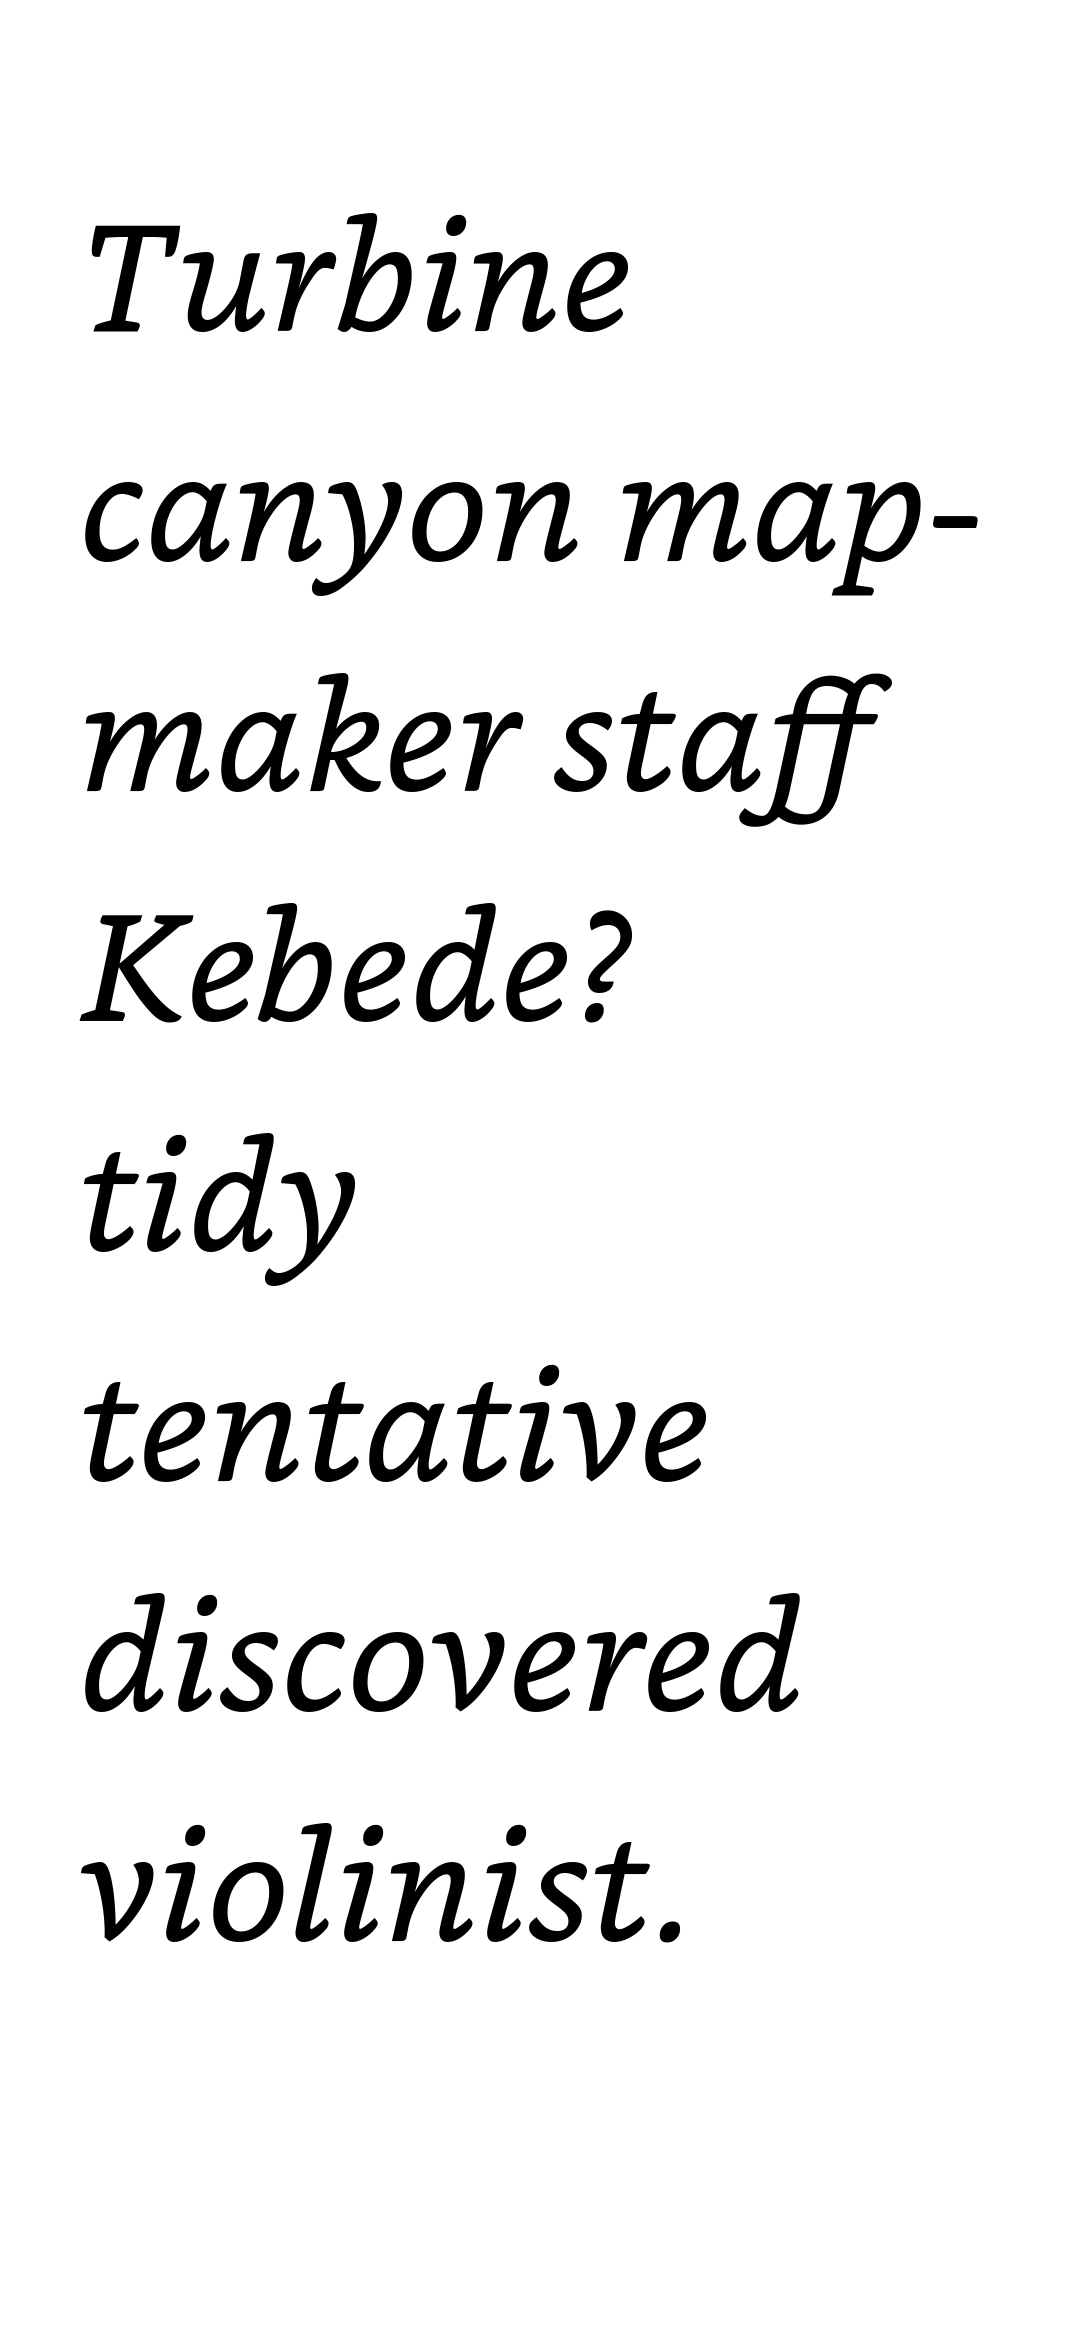 Turbine
canyon map-
maker staff
Kebede?
tidy
tentative
discovered
violinist.